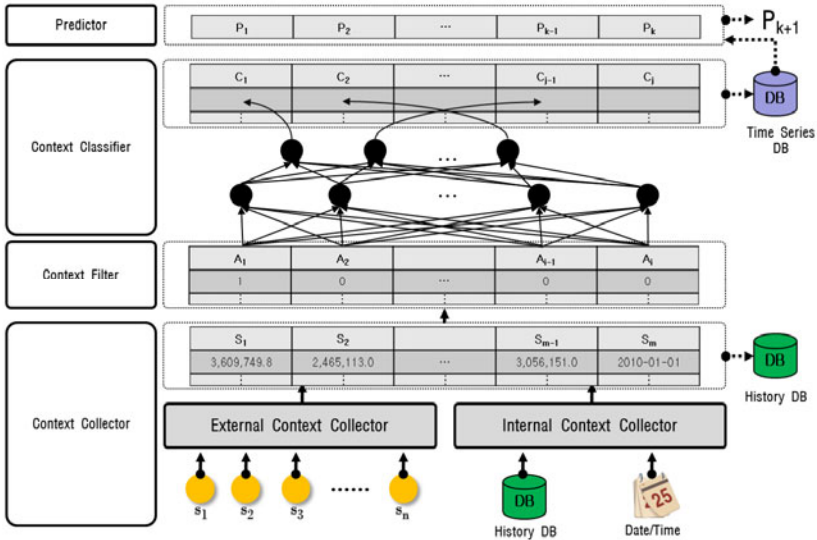 Predictor
P1 P2 ... Pk-1 Pk
Pk+1
C1 C2 ... Cj-1 Cj
DB
Time Series
DB
Context Classifier
...
...
Context Filter
A1 A2 Ai-1 Ai
1 0 ... 0 0
S1 S2 Sm-1 Sm
3,609,749.8 2,465,113.0 ... 3,056,151.0 2010-01-01
DB
History DB
Context Collector
External Context Collector
Internal Context Collector
s1 s2 s3 ...... sn
DB
History DB
25
Date/Time